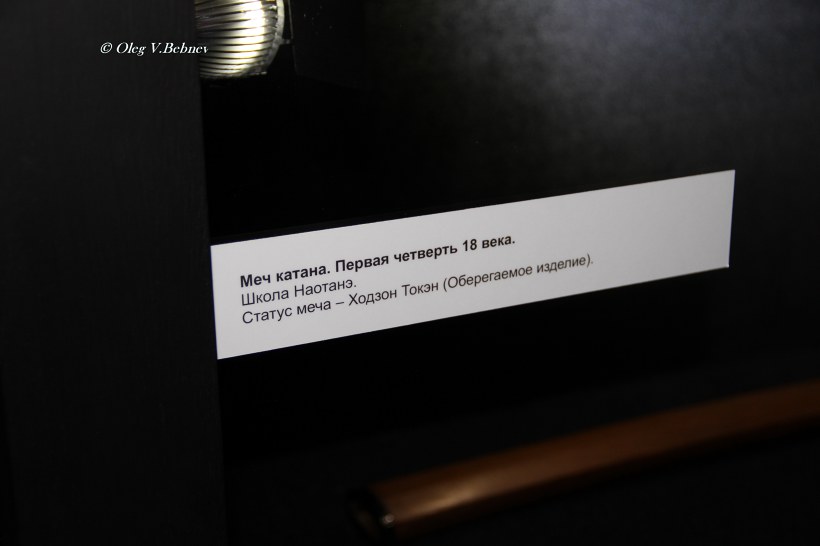 © Oleg V.Bebnev
Меч катана. Первая четверть 18 века.
Школа Наотанэ.
Статус меча – Ходзон Токэн (Оберегаемое изделие).